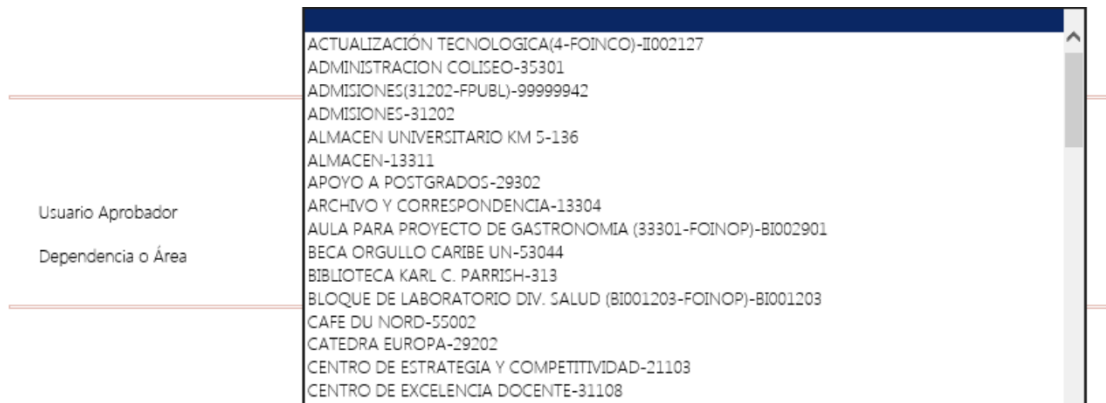 ACTUALIZACIÓN TECNOLOGICA(4-FOINCO)-II002127
ADMINISTRACION COLISEO-35301
ADMISIONES(31202-FPUBL)-99999942
ADMISIONES-31202
ALMACEN UNIVERSITARIO KM 5-136
ALMACEN-13311
APOYO A POSTGRADOS-29302
ARCHIVO Y CORRESPONDENCIA-13304
Usuario Aprobador
AULA PARA PROYECTO DE GASTRONOMIA (33301-FOINOP)-BI002901
BECA ORGULLO CARIBE UN-53044
Dependencia o Área
BIBLIOTECA KARL C. PARRISH-313
BLOQUE DE LABORATORIO DIV. SALUD (BI001203-FOINOP)-BI001203
CAFE DU NORD-55002
CATEDRA EUROPA-29202
CENTRO DE ESTRATEGIA Y COMPETITIVIDAD-21103
CENTRO DE EXCELENCIA DOCENTE-31108